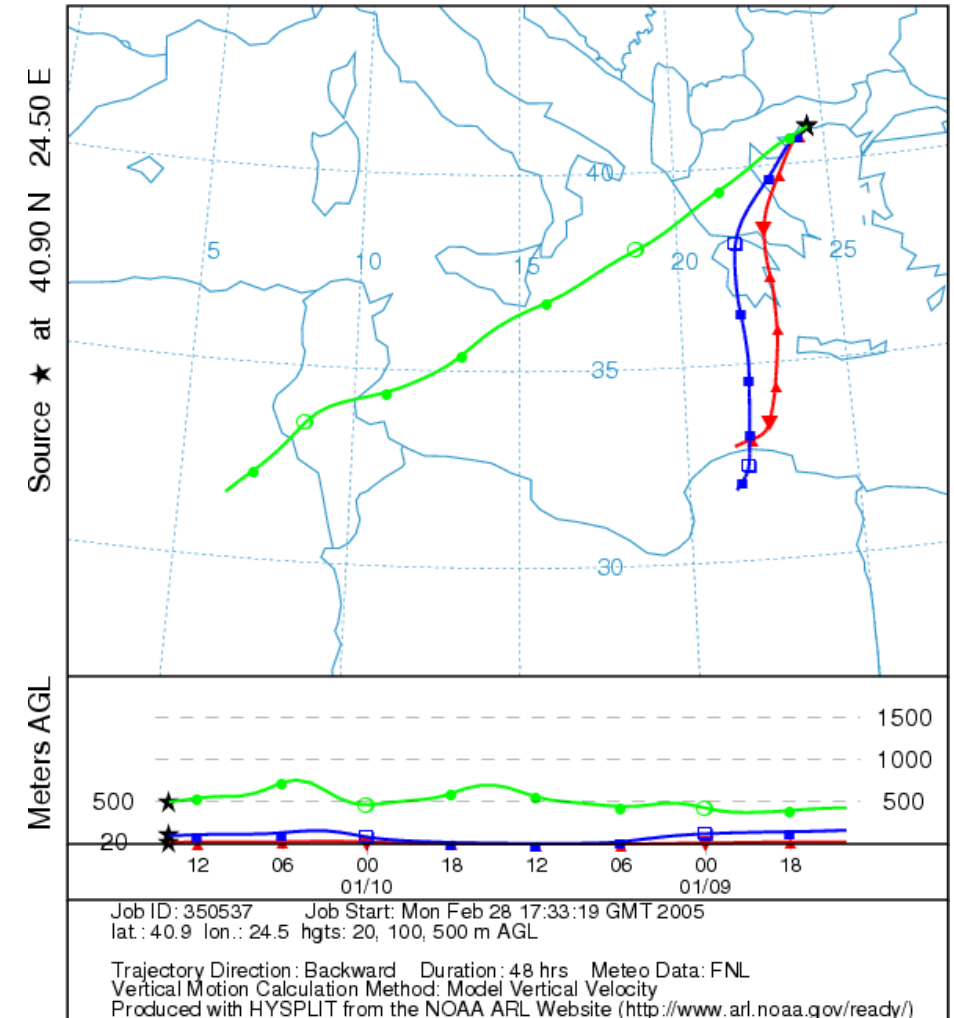 Source ★ at 40.90 N 24.50 E
40
5
10
15
20
25
35
30
Meters AGL
1500
1000
500
500
20
12 06 00 18 12 06 00 18
01/10 01/09
Job ID: 350537 Job Start: Mon Feb 28 17:33:19 GMT 2005
lat.: 40.9 lon.: 24.5 hgts: 20, 100, 500 m AGL
Trajectory Direction: Backward Duration: 48 hrs Meteo Data: FNL
Vertical Motion Calculation Method: Model Vertical Velocity
Produced with HYSPLIT from the NOAA ARL Website (http://www.arl.noaa.gov/ready/)